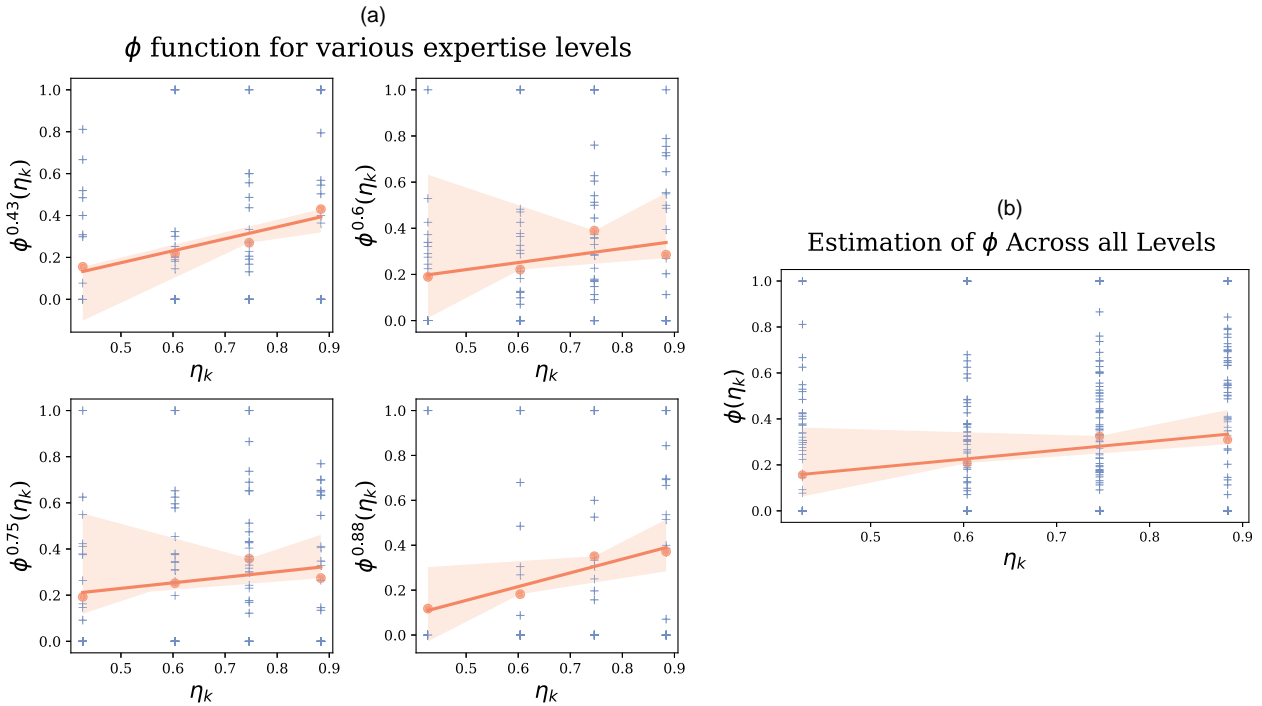 (a)
ϕ function for various expertise levels
ϕ^0.43(η_k)
1.0
0.8
0.6
0.4
0.2
0.0
0.5 0.6 0.7 0.8 0.9
η_k
ϕ^0.6(η_k)
1.0
0.8
0.6
0.4
0.2
0.0
0.5 0.6 0.7 0.8 0.9
η_k
ϕ^0.75(η_k)
1.0
0.8
0.6
0.4
0.2
0.0
0.5 0.6 0.7 0.8 0.9
η_k
ϕ^0.88(η_k)
1.0
0.8
0.6
0.4
0.2
0.0
0.5 0.6 0.7 0.8 0.9
η_k
(b)
Estimation of ϕ Across all Levels
ϕ(η_k)
1.0
0.8
0.6
0.4
0.2
0.0
0.5 0.6 0.7 0.8 0.9
η_k